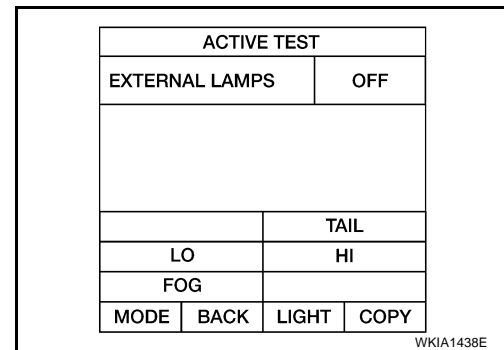 ACTIVE TEST
EXTERNAL LAMPS OFF
TAIL
LO HI
FOG
MODE BACK LIGHT COPY
WKIA1438E